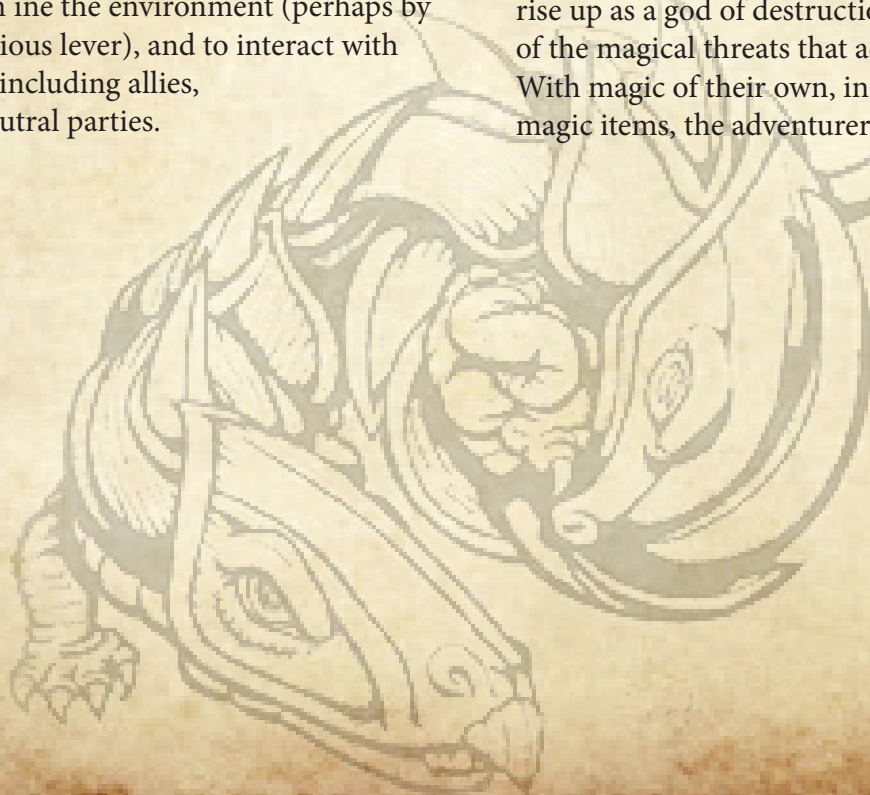 ine the environment (perhaps by
ious lever), and to interact with
including allies,
utral parties.
rise up as a god of destructio
of the magical threats that a
With magic of their own, in
magic items, the adventurer